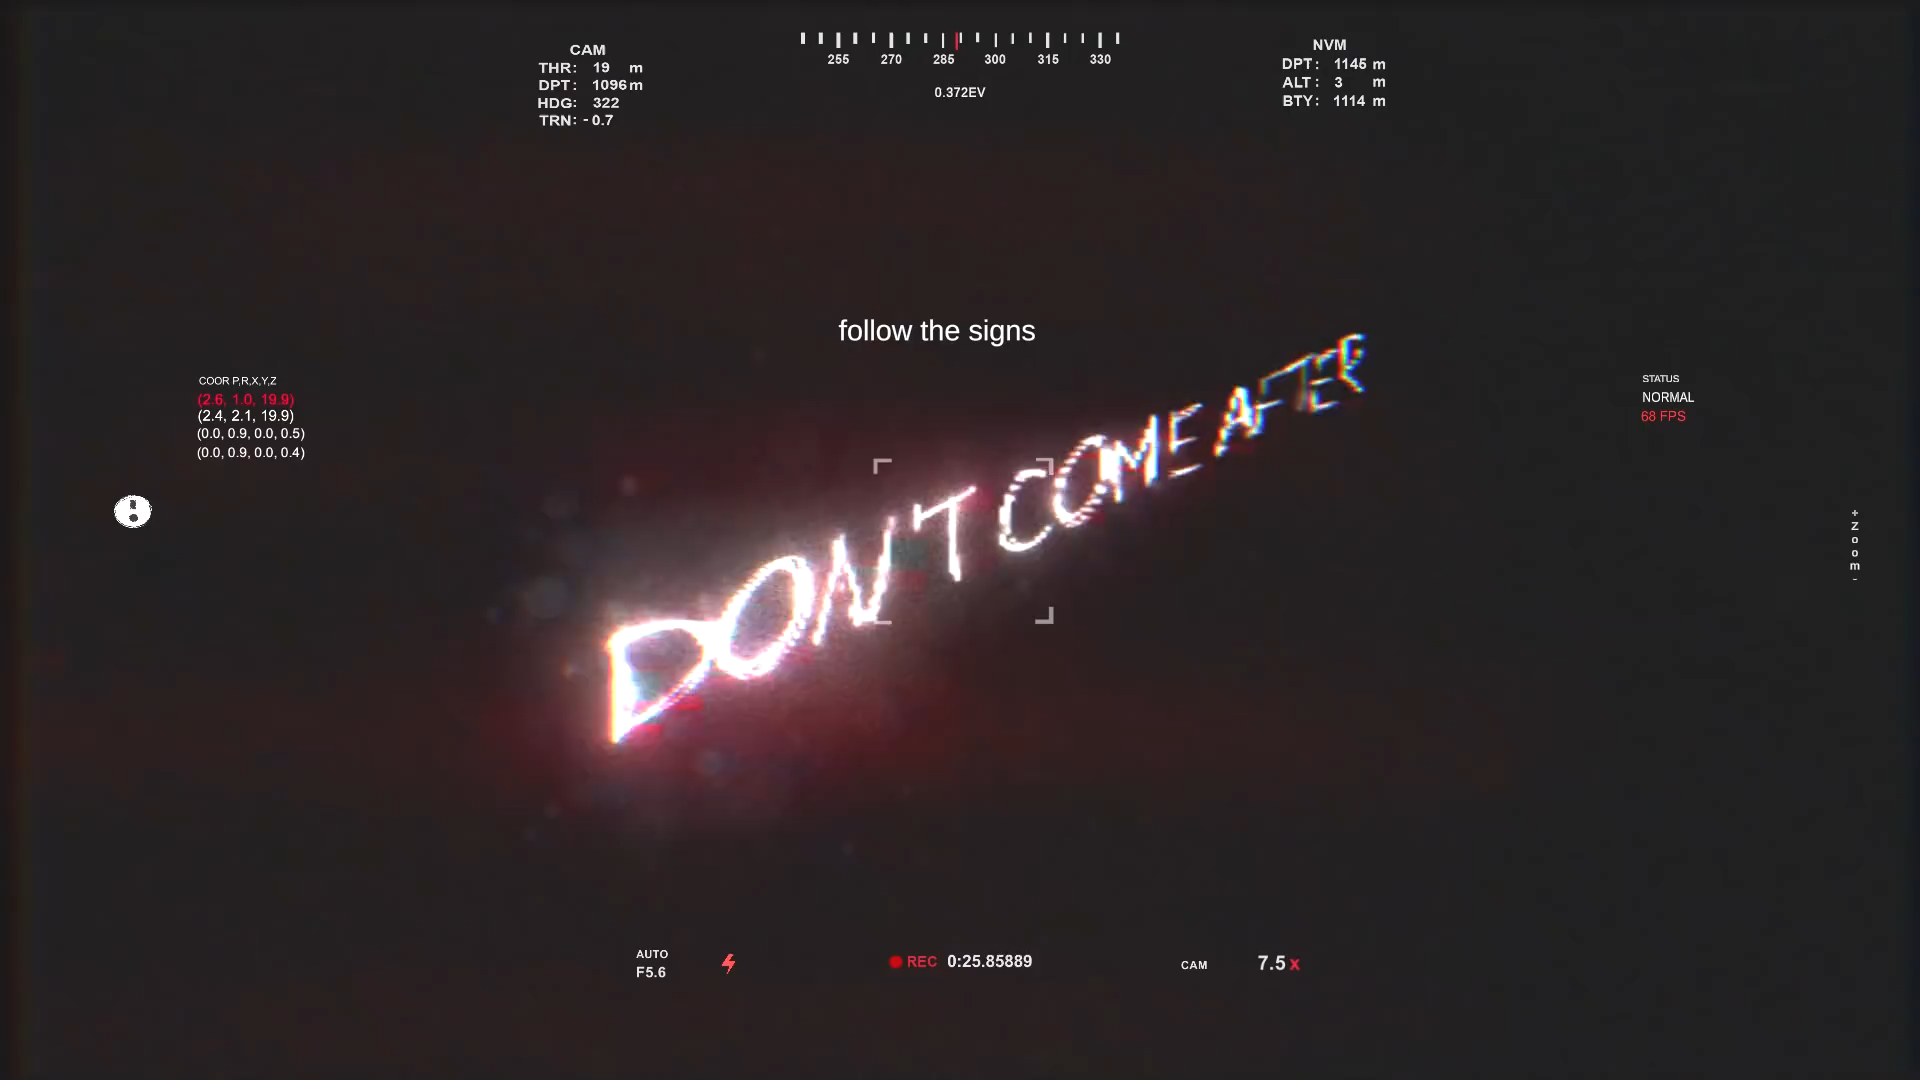 CAM
THR: 19 m
DPT: 1096 m
HDG: 322
TRN: -0.7
255 270 285 300 315 330
0.372EV
NVM
DPT: 1145 m
ALT: 3 m
BTY: 1114 m
follow the signs
DON'T COME AFTER
COOR P,R,X,Y,Z
(2.6, 1.0, 19.9)
(2.4, 2.1, 19.9)
(0.0, 0.9, 0.0, 0.5)
(0.0, 0.9, 0.0, 0.4)
STATUS
NORMAL
68 FPS
+
Z
o
o
m
-
AUTO
F5.6
REC 0:25.85889
CAM 7.5x